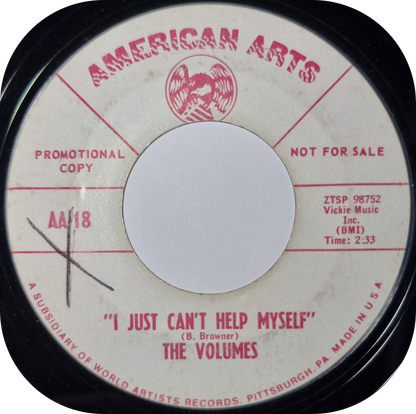 AMERICAN ARTS
PROMOTIONAL
COPY
NOT FOR SALE
AA-18
ZTSP 98752
Vickie Music
Inc.
(BMI)
Time: 2:33
"I JUST CAN'T HELP MYSELF"
(B. Browner)
THE VOLUMES
A SUBSIDIARY OF WORLD ARTISTS RECORDS, PITTSBURGH, PA. MADE IN U.S.A